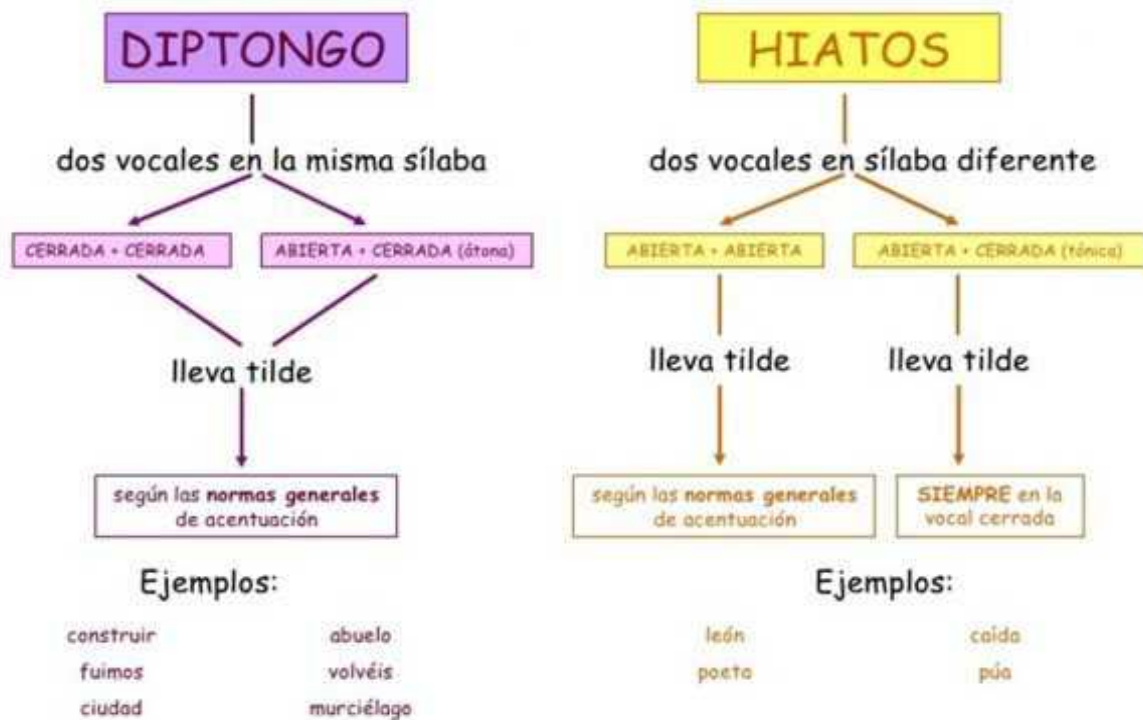 DIPTONGO
dos vocales en la misma sílaba
CERRADA + CERRADA
ABIERTA + CERRADA (átona)
lleva tilde
según las normas generales
de acentuación
Ejemplos:
construir
abuelo
fuimos
volvéis
ciudad
murciélago
HIATOS
dos vocales en sílaba diferente
ABIERTA + ABIERTA
ABIERTA + CERRADA (tónica)
lleva tilde
lleva tilde
según las normas generales
de acentuación
SIEMPRE en la
vocal cerrada
Ejemplos:
león
caída
poeta
púa